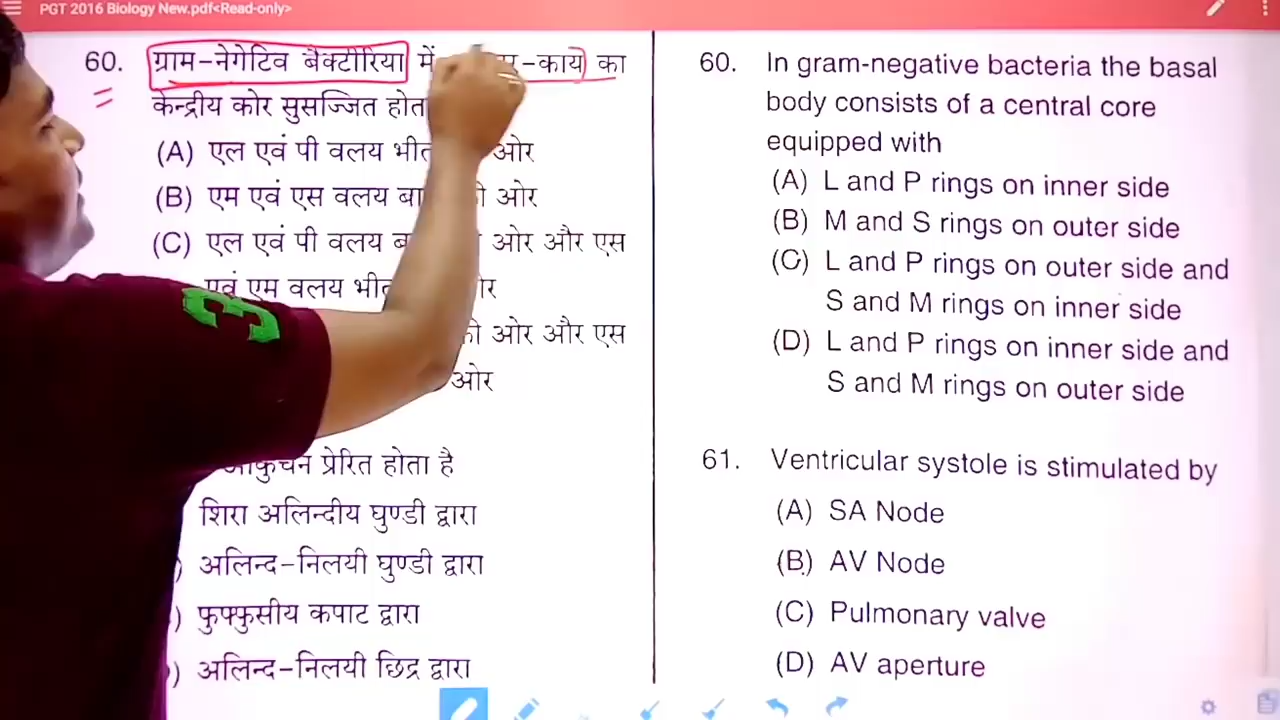 PGT 2016 Biology New.pdf<Read-only>
60. ग्राम-नेगेटिव बैक्टीरिया में -काय का
केन्द्रीय कोर सुसज्जित
(A) एल एवं पी वलय ओर
(B) एम एवं एस वलय ओर
(C) एल एवं पी वलय ओर और एस
एवं एम वलय
ओर और एस
ओर
प्रेरित होता है
शिरा अलिन्दीय घुण्डी द्वारा
अलिन्द-निलयी घुण्डी द्वारा
फुफ्फुसीय कपाट द्वारा
अलिन्द-निलयी छिद्र द्वारा
60. In gram-negative bacteria the basal
body consists of a central core
equipped with
(A) L and P rings on inner side
(B) M and S rings on outer side
(C) L and P rings on outer side and
S and M rings on inner side
(D) L and P rings on inner side and
S and M rings on outer side
61. Ventricular systole is stimulated by
(A) SA Node
(B) AV Node
(C) Pulmonary valve
(D) AV aperture
3